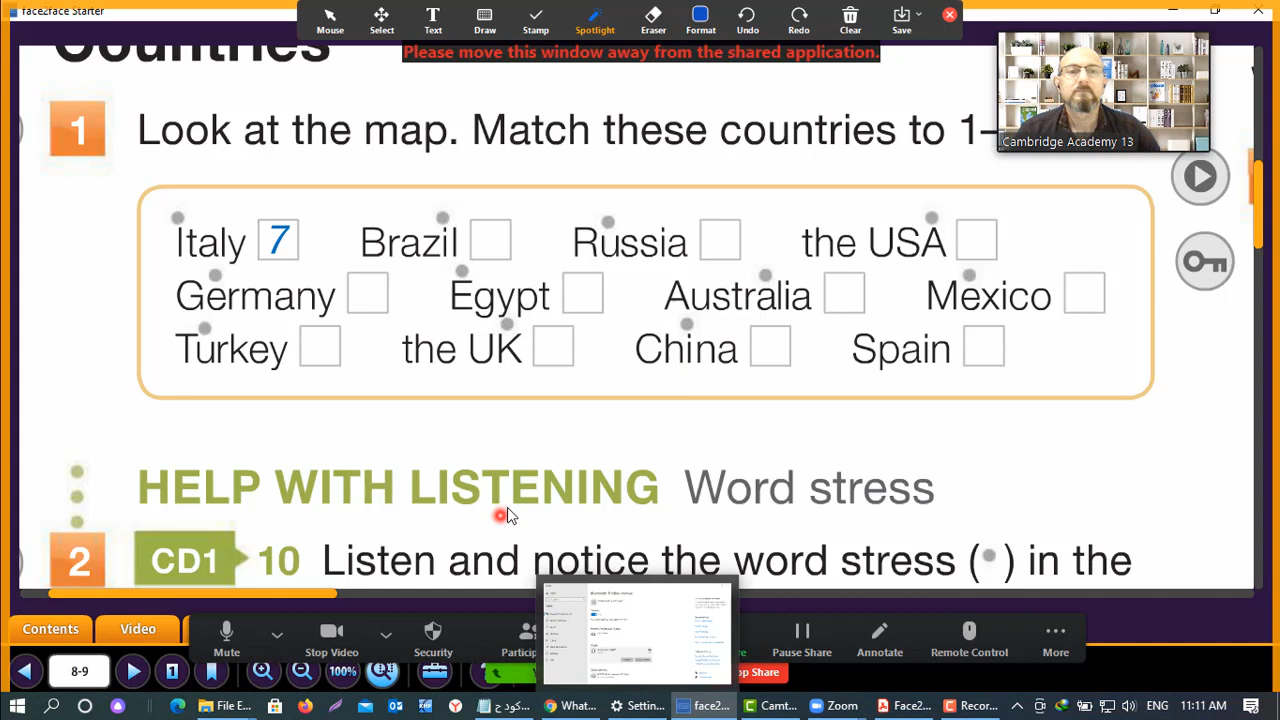 face2face Starter
Mouse Select Text Draw Stamp Spotlight Eraser Format Undo Redo Clear Save
Please move this window away from the shared application.
Countries
1 Look at the map. Match these countries to 1–
Cambridge Academy 13
Italy 7 Brazil Russia the USA
Germany Egypt Australia Mexico
Turkey the UK China Spain
HELP WITH LISTENING Word stress
2 CD1 10 Listen and notice the word stress ( ) in the
Contents Video
Mute Stop Video Security Particip Pause Share Annotate Remote Control More
8 op Share
File E... What... Settin... نموذج face2... Camt... Zoom Face2... Recor... ENG 11:11 AM